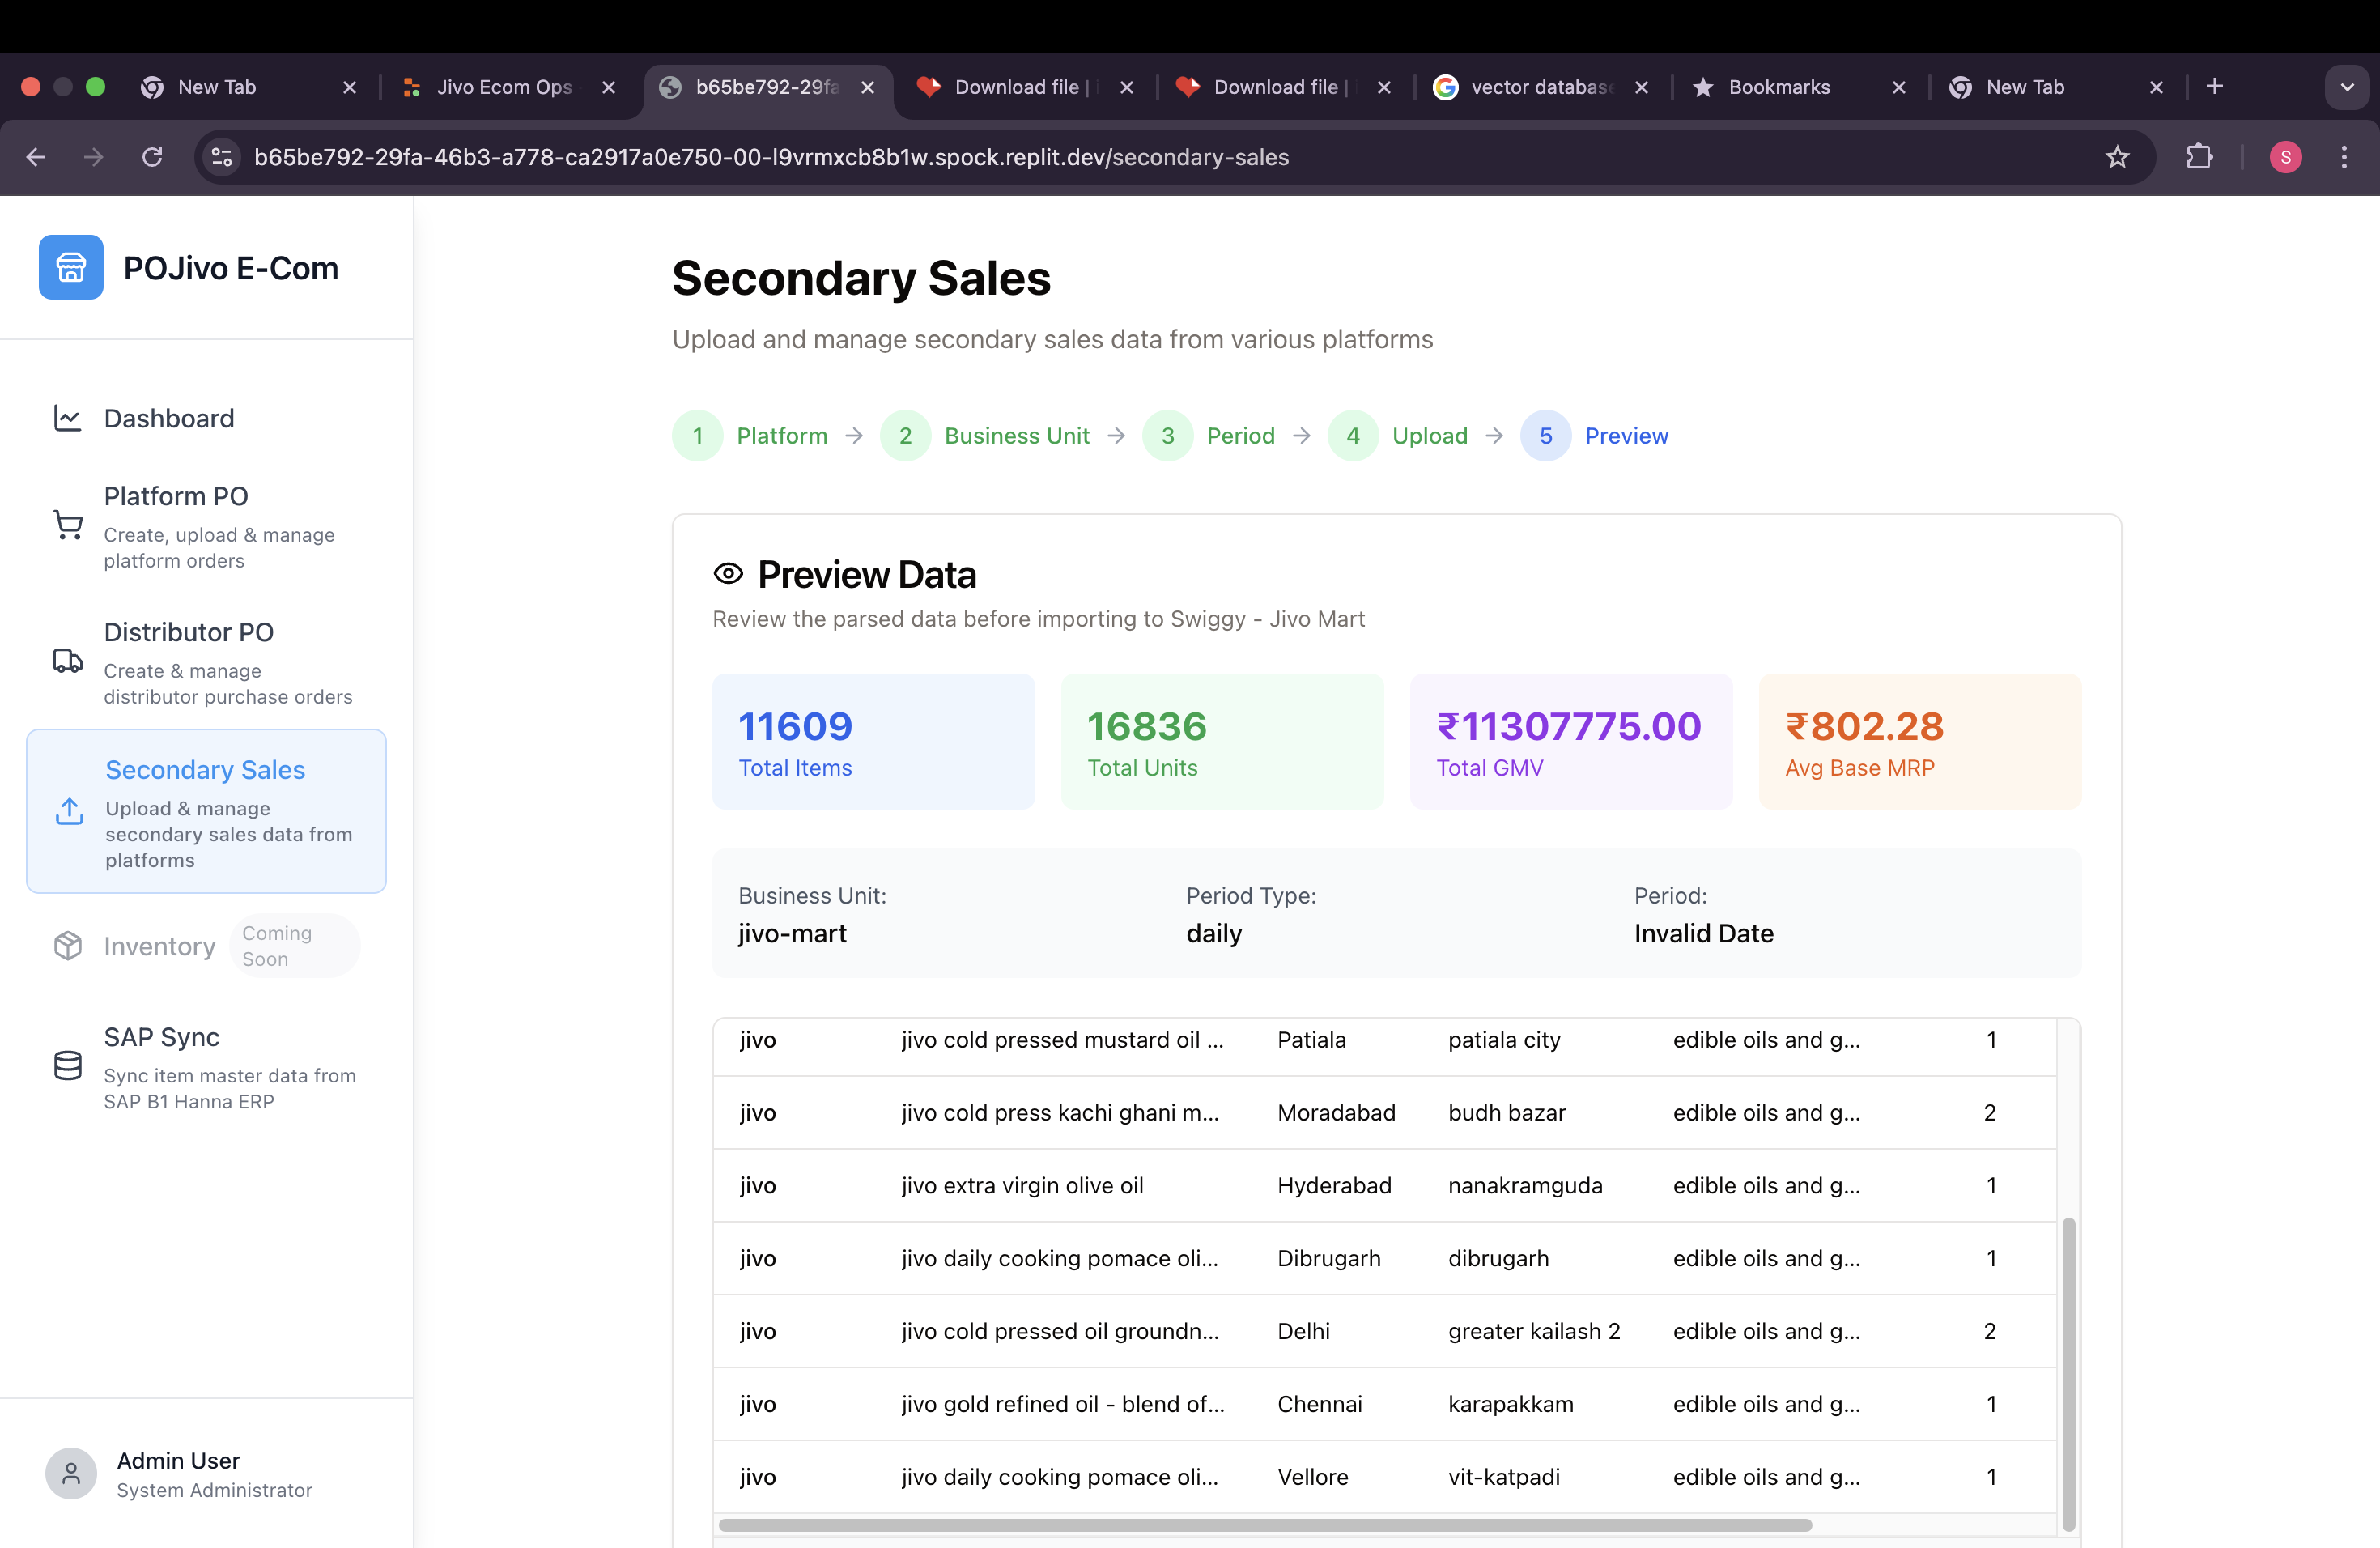 New Tab
Jivo Ecom Ops
b65be792-29fa
Download file |
Download file |
vector database
Bookmarks
New Tab
b65be792-29fa-46b3-a778-ca2917a0e750-00-l9vrmxcb8b1w.spock.replit.dev/secondary-sales
S
POJivo E-Com
Dashboard
Platform PO
Create, upload & manage
platform orders
Distributor PO
Create & manage
distributor purchase orders
Secondary Sales
Upload & manage
secondary sales data from
platforms
Inventory
Coming
Soon
SAP Sync
Sync item master data from
SAP B1 Hanna ERP
Admin User
System Administrator
Secondary Sales
Upload and manage secondary sales data from various platforms
1 Platform → 2 Business Unit → 3 Period → 4 Upload → 5 Preview
Preview Data
Review the parsed data before importing to Swiggy - Jivo Mart
11609
Total Items
16836
Total Units
₹11307775.00
Total GMV
₹802.28
Avg Base MRP
Business Unit:
jivo-mart
Period Type:
daily
Period:
Invalid Date
jivo jivo cold pressed mustard oil ... Patiala patiala city edible oils and g... 1
jivo jivo cold press kachi ghani m... Moradabad budh bazar edible oils and g... 2
jivo jivo extra virgin olive oil Hyderabad nanakramguda edible oils and g... 1
jivo jivo daily cooking pomace oli... Dibrugarh dibrugarh edible oils and g... 1
jivo jivo cold pressed oil groundn... Delhi greater kailash 2 edible oils and g... 2
jivo jivo gold refined oil - blend of... Chennai karapakkam edible oils and g... 1
jivo jivo daily cooking pomace oli... Vellore vit-katpadi edible oils and g... 1